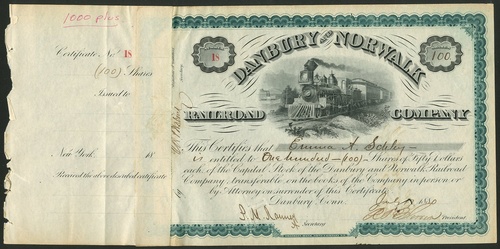 1000 plus
Certificate No. 18
(100) Shares
Issued to
New York, 18
Received the above described certificate
18
DANBURY AND NORWALK
100
RAILROAD COMPANY
This Certifies that Emma A.
is entitled to One hundred (100) Shares of Fifty Dollars
each of the Capital Stock of the Danbury and Norwalk Railroad
Company, transferable on the books of the Company in person or
by Attorney on surrender of this Certificate
Danbury, Conn. July
Treasurer
President